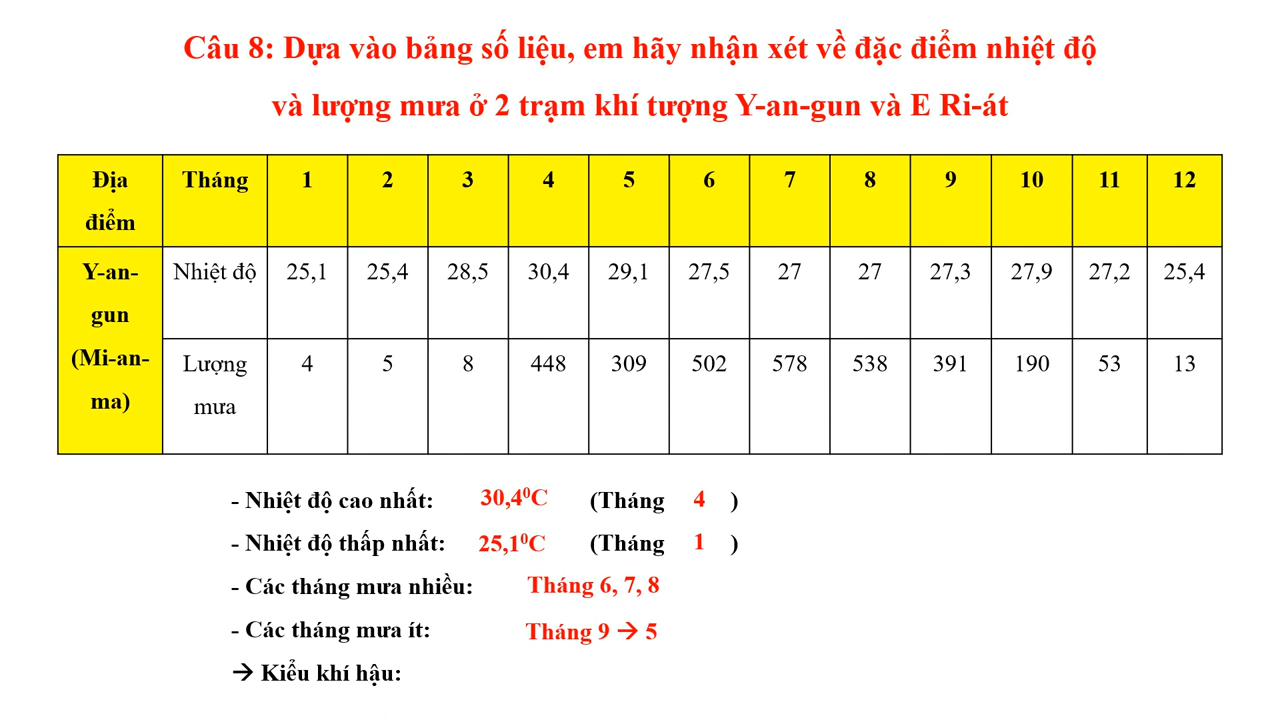 Câu 8: Dựa vào bảng số liệu, em hãy nhận xét về đặc điểm nhiệt độ
và lượng mưa ở 2 trạm khí tượng Y-an-gun và E Ri-át
Địa điểm Tháng 1 2 3 4 5 6 7 8 9 10 11 12
Y-an-gun (Mi-an-ma) Nhiệt độ 25,1 25,4 28,5 30,4 29,1 27,5 27 27 27,3 27,9 27,2 25,4
Lượng mưa 4 5 8 448 309 502 578 538 391 190 53 13
- Nhiệt độ cao nhất: 30,4⁰C (Tháng 4 )
- Nhiệt độ thấp nhất: 25,1⁰C (Tháng 1 )
- Các tháng mưa nhiều: Tháng 6, 7, 8
- Các tháng mưa ít: Tháng 9 → 5
→ Kiểu khí hậu: